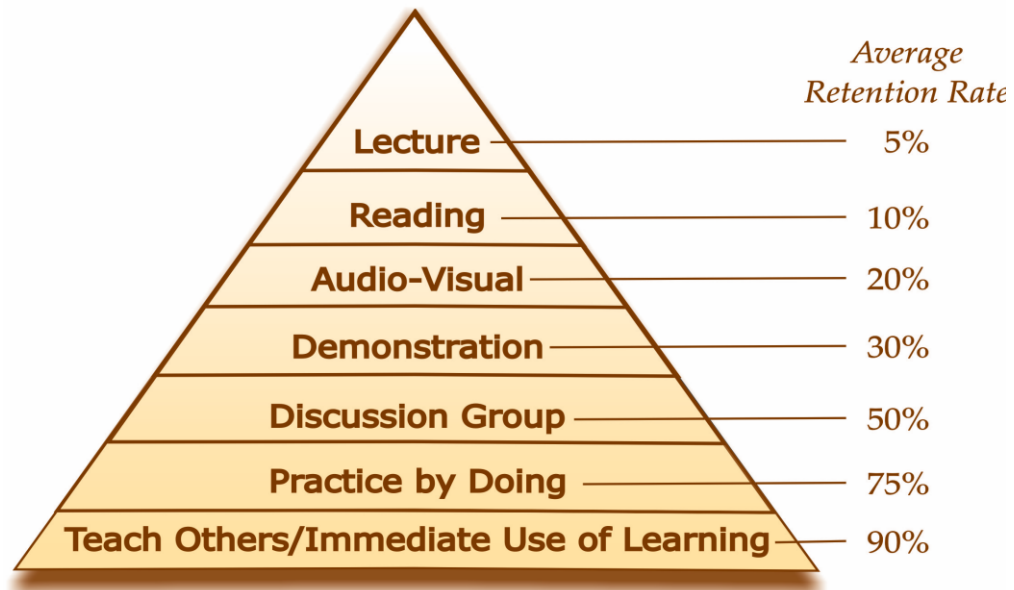 Average
Retention Rate
Lecture 5%
Reading 10%
Audio-Visual 20%
Demonstration 30%
Discussion Group 50%
Practice by Doing 75%
Teach Others/Immediate Use of Learning 90%